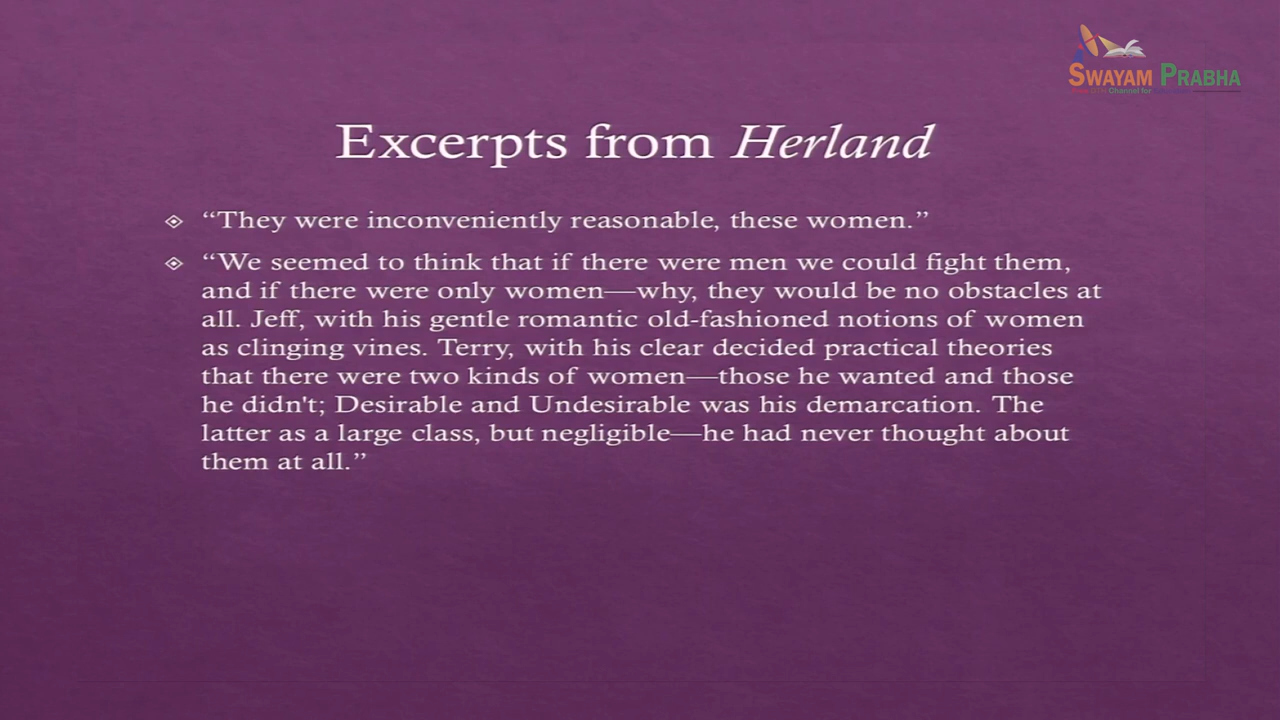 SWAYAM PRABHA
DTH Channel for
Excerpts from Herland
“They were inconveniently reasonable, these women.”
“We seemed to think that if there were men we could fight them,
and if there were only women—why, they would be no obstacles at
all. Jeff, with his gentle romantic old-fashioned notions of women
as clinging vines. Terry, with his clear decided practical theories
that there were two kinds of women—those he wanted and those
he didn't; Desirable and Undesirable was his demarcation. The
latter as a large class, but negligible—he had never thought about
them at all.”